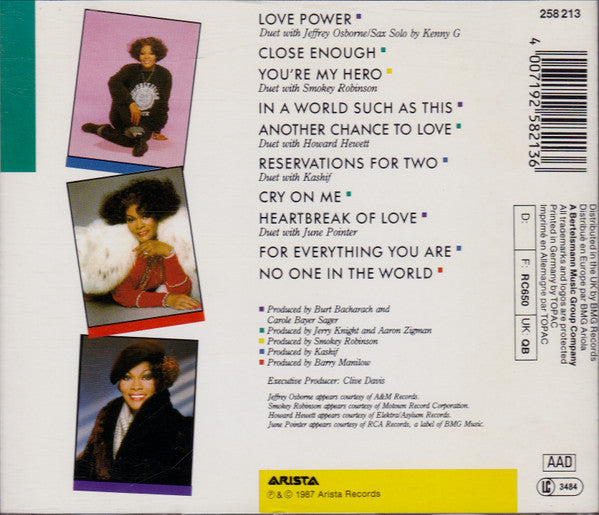 LOVE POWER
Duet with Jeffrey Osborne/Sax Solo by Kenny G
CLOSE ENOUGH
YOU'RE MY HERO
Duet with Smokey Robinson
IN A WORLD SUCH AS THIS
ANOTHER CHANCE TO LOVE
Duet with Howard Hewett
RESERVATIONS FOR TWO
Duet with Kashif
CRY ON ME
HEARTBREAK OF LOVE
Duet with June Pointer
FOR EVERYTHING YOU ARE
NO ONE IN THE WORLD
Produced by Burt Bacharach and
Carole Bayer Sager
Produced by Jerry Knight and Aaron Zigman
Produced by Smokey Robinson
Produced by Kashif
Produced by Barry Manilow
Executive Producer: Clive Davis
Jeffrey Osborne appears courtesy of A&M Records.
Smokey Robinson appears courtesy of Motown Record Corporation.
Howard Hewett appears courtesy of Elektra/Asylum Records.
June Pointer appears courtesy of RCA Records, a label of BMG Music.
ARISTA
℗ & © 1987 Arista Records
258 213
4 007192 582136
Distributed in the UK by BMG Records
Distribué en Europe par BMG Ariola
A Bertelsmann Music Group Company
All trademarks and logos are protected
Printed in Germany by TOPAC
Imprimé en Allemagne par TOPAC
D: F: RC650 UK: QB
AAD
LC 3484